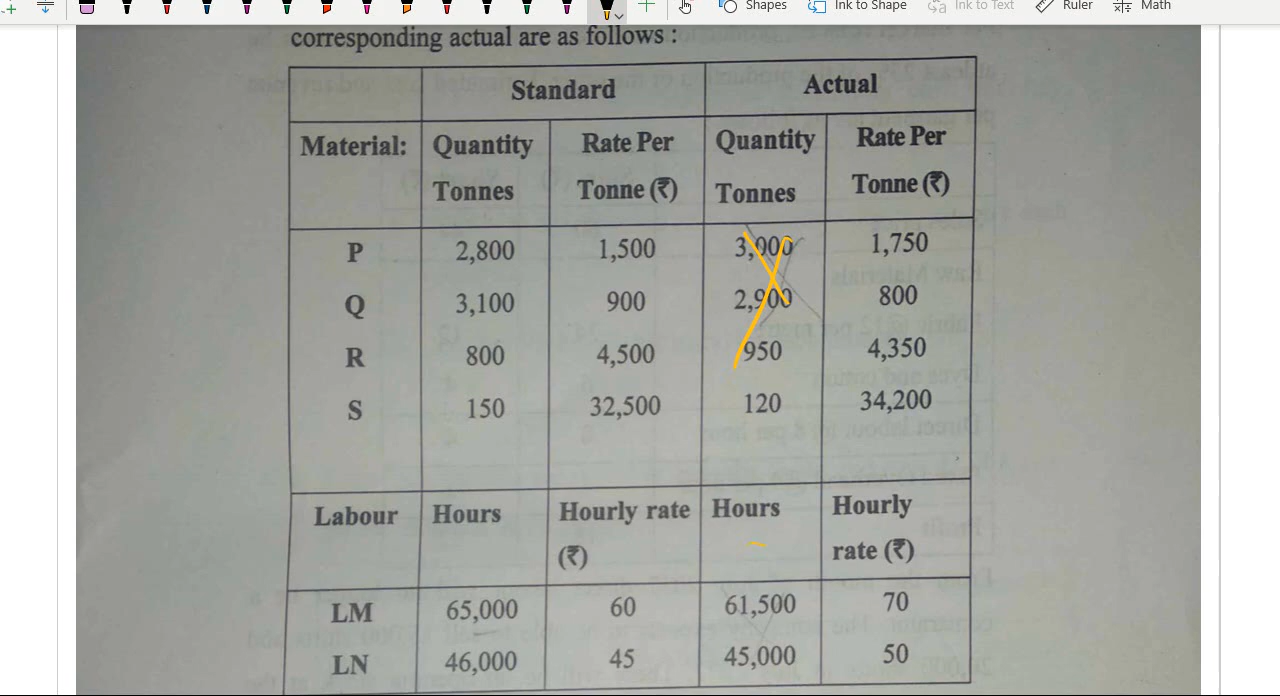 Shapes Ink to Shape Ink to Text Ruler Math
corresponding actual are as follows :
Standard Actual
Material: Quantity Rate Per Quantity Rate Per
Tonnes Tonne (₹) Tonnes Tonne (₹)
P 2,800 1,500 3,000 1,750
Q 3,100 900 2,900 800
R 800 4,500 950 4,350
S 150 32,500 120 34,200
Labour Hours Hourly rate Hours Hourly
(₹) rate (₹)
LM 65,000 60 61,500 70
LN 46,000 45 45,000 50